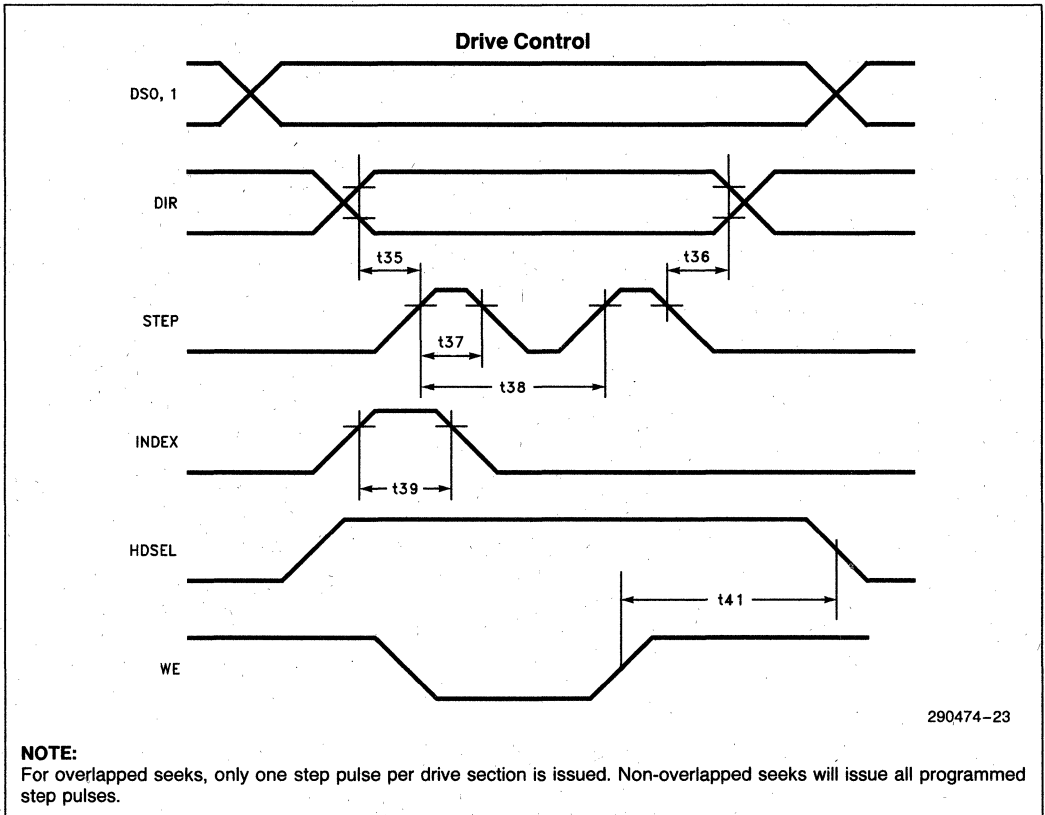 Drive Control
DS0, 1
DIR
t35
t36
STEP
t37
t38
INDEX
t39
HDSEL
t41
WE
290474-23
NOTE:
For overlapped seeks, only one step pulse per drive section is issued. Non-overlapped seeks will issue all programmed
step pulses.